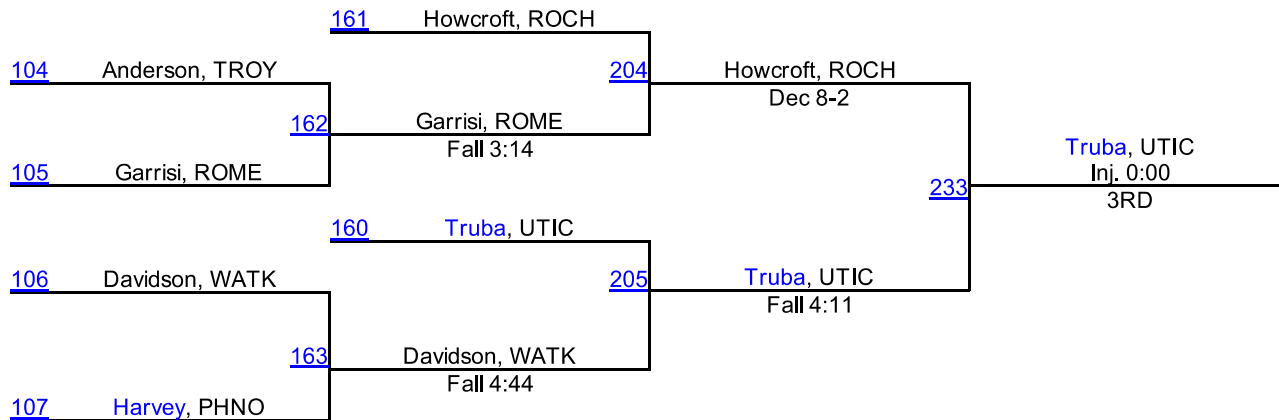 161 Howcroft, ROCH
104 Anderson, TROY
204 Howcroft, ROCH
Dec 8-2
162 Garrisi, ROME
Fall 3:14
Truba, UTIC
105 Garrisi, ROME
Inj. 0:00
233
3RD
160 Truba, UTIC
106 Davidson, WATK
205 Truba, UTIC
Fall 4:11
163 Davidson, WATK
Fall 4:44
107 Harvey, PHNO